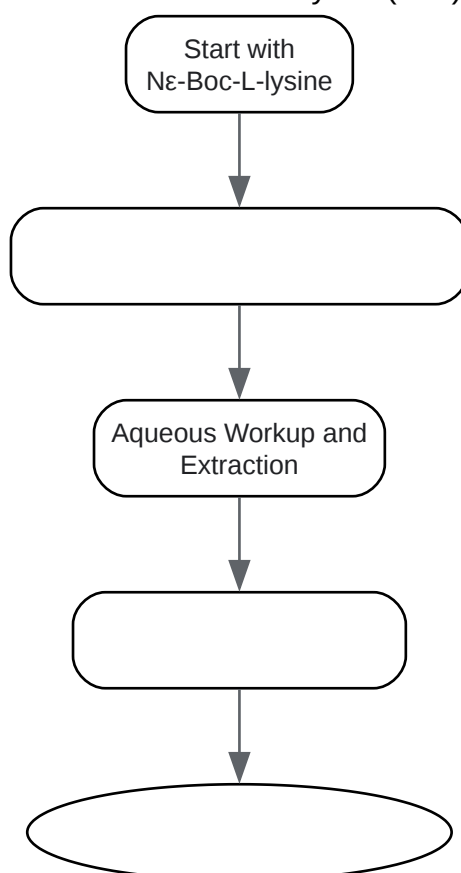 Start with
Nε-Boc-L-lysine
Aqueous Workup and
Extraction